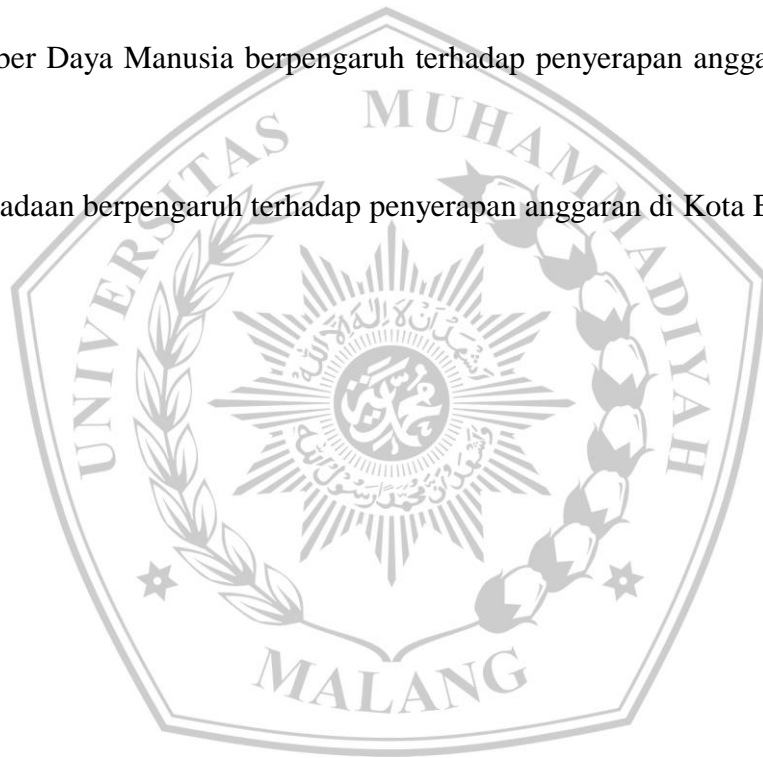 ber Daya Manusia berpengaruh terhadap penyerapan angga
adaan berpengaruh terhadap penyerapan anggaran di Kota B
UNIVERSITAS MUHAMMADIYAH
MALANG